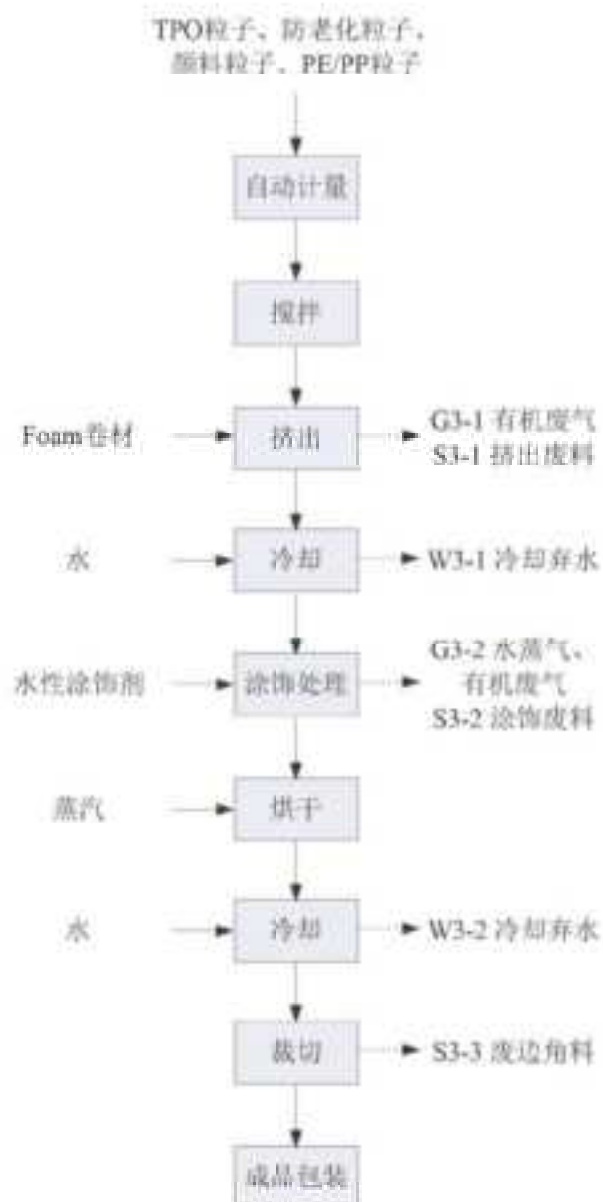 TPO粒子、防老化粒子、
颜料粒子、PE/PP粒子
自动计量
搅拌
Foam卷材
挤出
G3-1 有机废气
S3-1 挤出废料
水
冷却
W3-1 冷却弃水
水性涂饰剂
涂饰处理
G3-2 水蒸气、
有机废气
S3-2 涂饰废料
蒸汽
烘干
水
冷却
W3-2 冷却弃水
裁切
S3-3 废边角料
成品包装